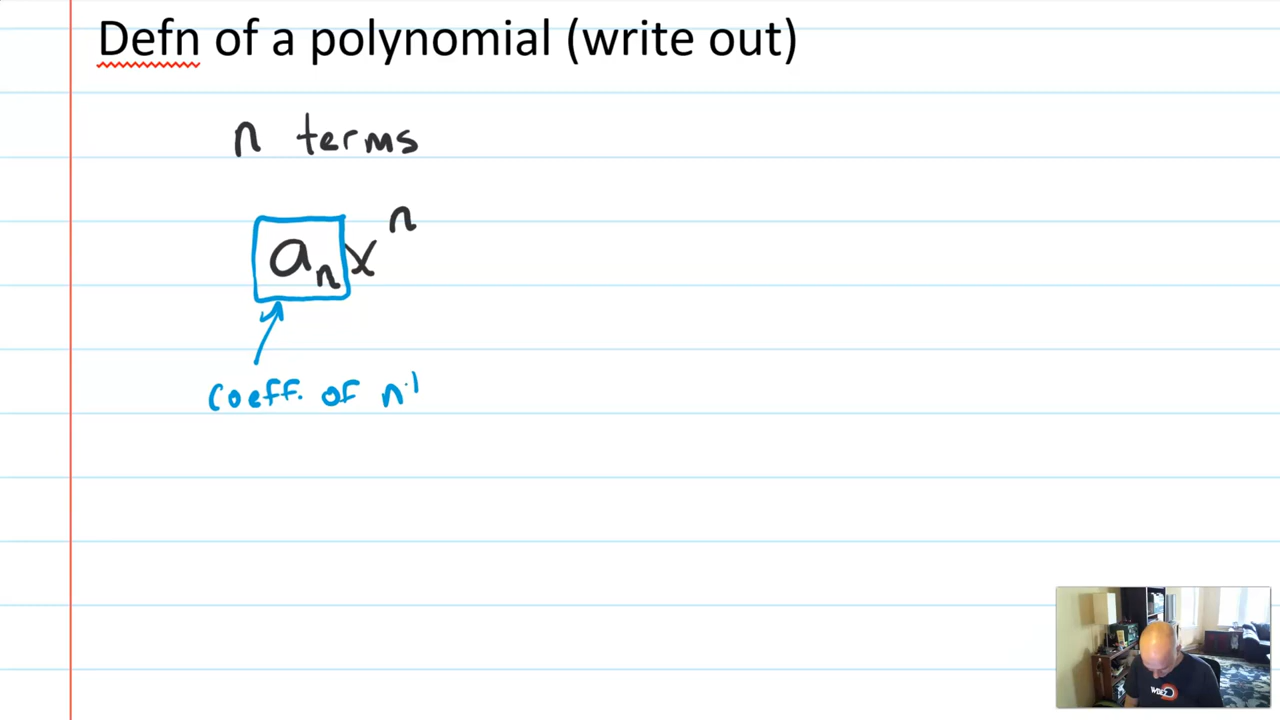 Defn of a polynomial (write out)
n terms
aₙxⁿ
coeff. of n